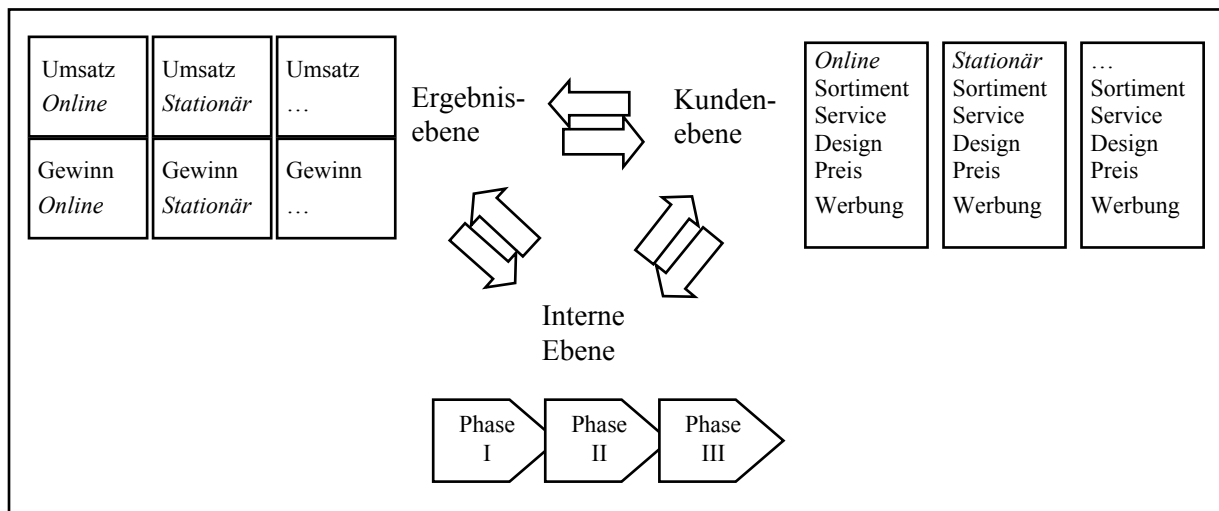 Umsatz
Online
Umsatz
Stationär
Umsatz
…
Gewinn
Online
Gewinn
Stationär
Gewinn
…
Ergebnis-
ebene
Kunden-
ebene
Online
Sortiment
Service
Design
Preis
Werbung
Stationär
Sortiment
Service
Design
Preis
Werbung
…
Sortiment
Service
Design
Preis
Werbung
Interne
Ebene
Phase
I
Phase
II
Phase
III